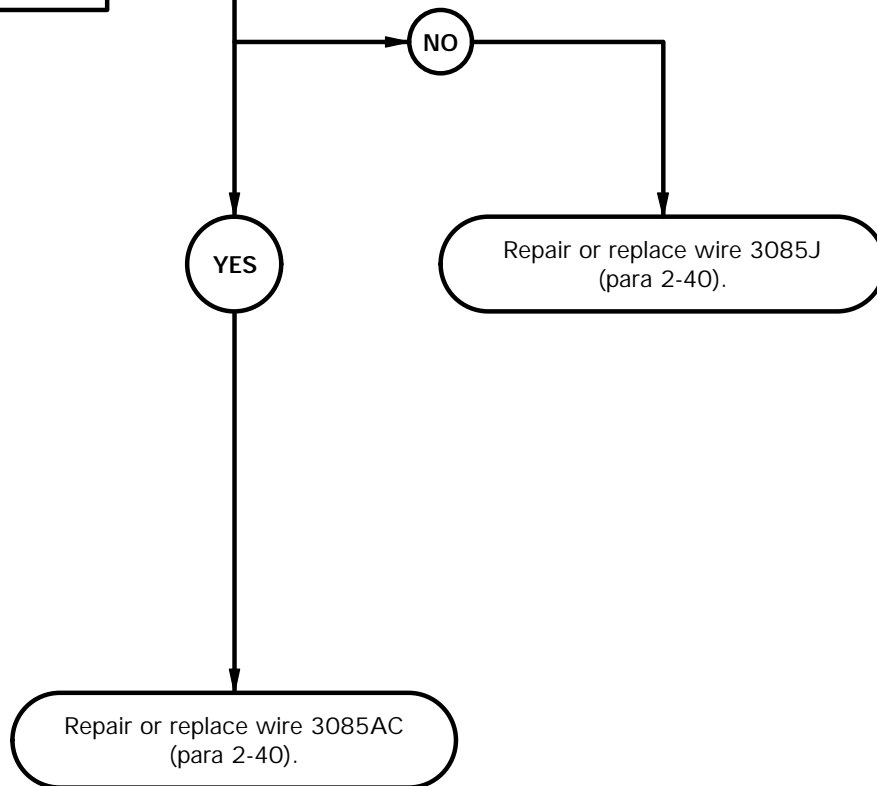 NO
YES
Repair or replace wire 3085J
(para 2-40).
Repair or replace wire 3085AC
(para 2-40).